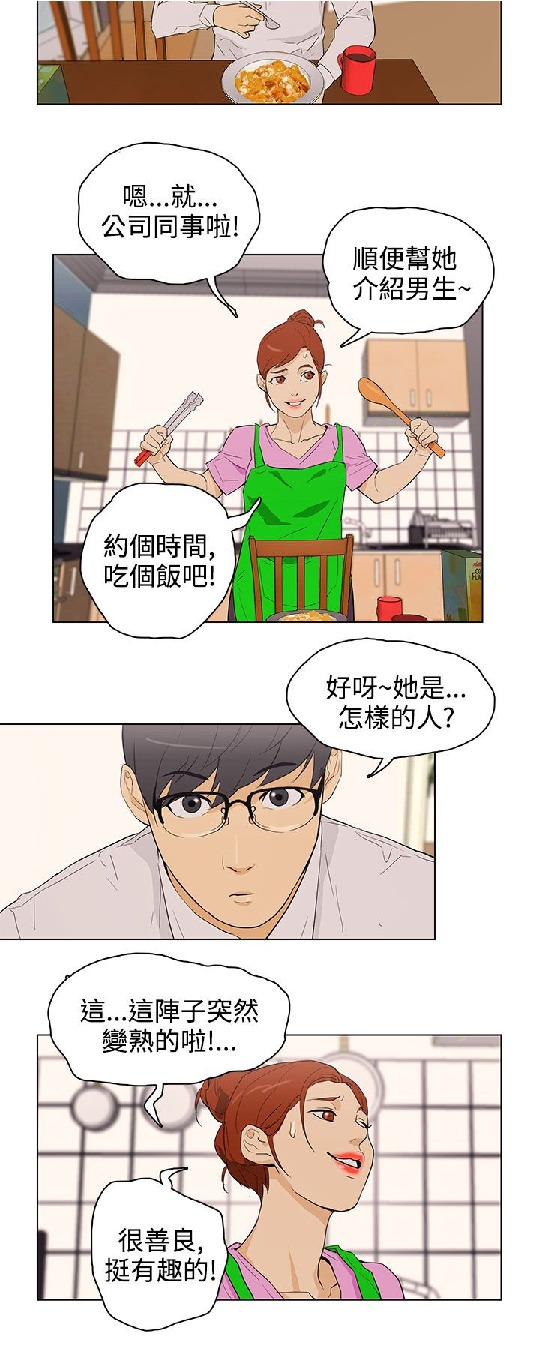 嗯...就...
公司同事啦!
順便幫她
介紹男生~
約個時間,
吃個飯吧!
好呀~她是...
怎樣的人?
這...這陣子突然
變熟的啦!...
很善良,
挺有趣的!